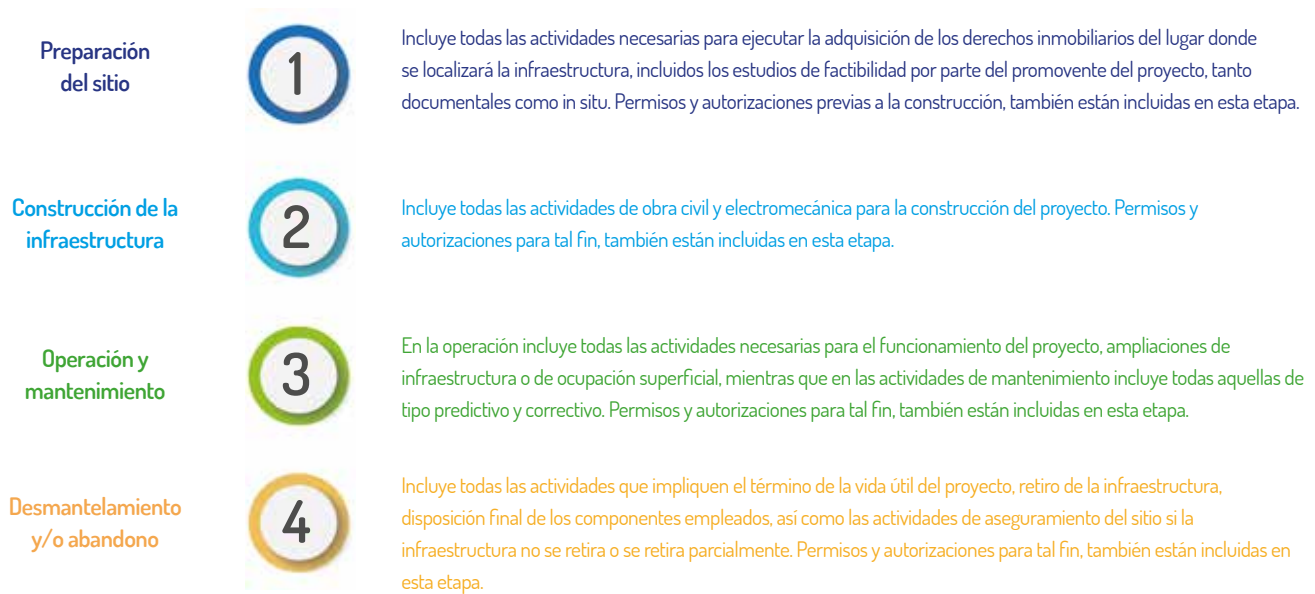 Preparación
del sitio
1
Incluye todas las actividades necesarias para ejecutar la adquisición de los derechos inmobiliarios del lugar donde
se localizará la infraestructura, incluidos los estudios de factibilidad por parte del promovente del proyecto, tanto
documentales como in situ. Permisos y autorizaciones previas a la construcción, también están incluidas en esta etapa.
Construcción de la
infraestructura
2
Incluye todas las actividades de obra civil y electromecánica para la construcción del proyecto. Permisos y
autorizaciones para tal fin, también están incluidas en esta etapa.
Operación y
mantenimiento
3
En la operación incluye todas las actividades necesarias para el funcionamiento del proyecto, ampliaciones de
infraestructura o de ocupación superficial, mientras que en las actividades de mantenimiento incluye todas aquellas de
tipo predictivo y correctivo. Permisos y autorizaciones para tal fin, también están incluidas en esta etapa.
Desmantelamiento
y/o abandono
4
Incluye todas las actividades que impliquen el término de la vida útil del proyecto, retiro de la infraestructura,
disposición final de los componentes empleados, así como las actividades de aseguramiento del sitio si la
infraestructura no se retira o se retira parcialmente. Permisos y autorizaciones para tal fin, también están incluidas en
esta etapa.